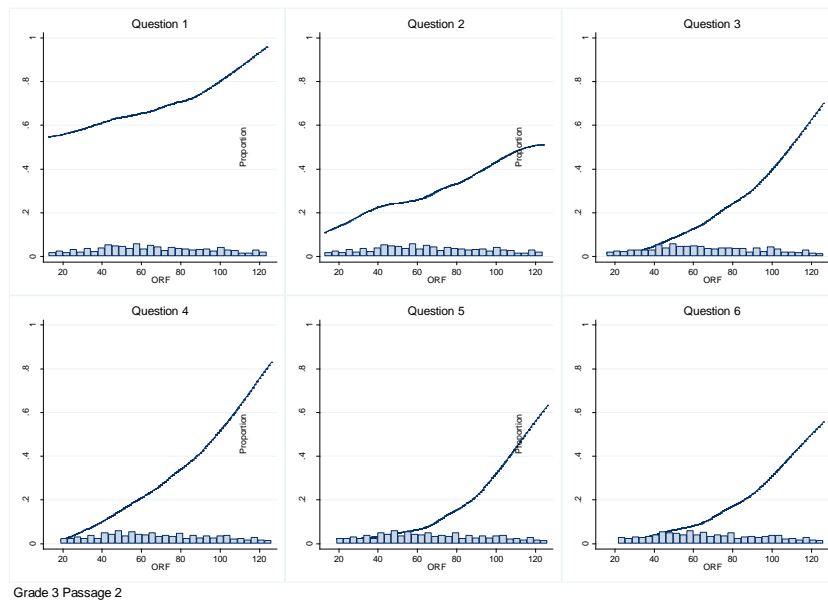 Question 1
1
.8
.6
.4
.2
0
Proportion
20 40 60 80 100 120
ORF
Question 2
1
.8
.6
.4
.2
0
Proportion
20 40 60 80 100 120
ORF
Question 3
1
.8
.6
.4
.2
0
20 40 60 80 100 120
ORF
Question 4
1
.8
.6
.4
.2
0
Proportion
20 40 60 80 100 120
ORF
Question 5
1
.8
.6
.4
.2
0
Proportion
20 40 60 80 100 120
ORF
Question 6
1
.8
.6
.4
.2
0
20 40 60 80 100 120
ORF
Grade 3 Passage 2